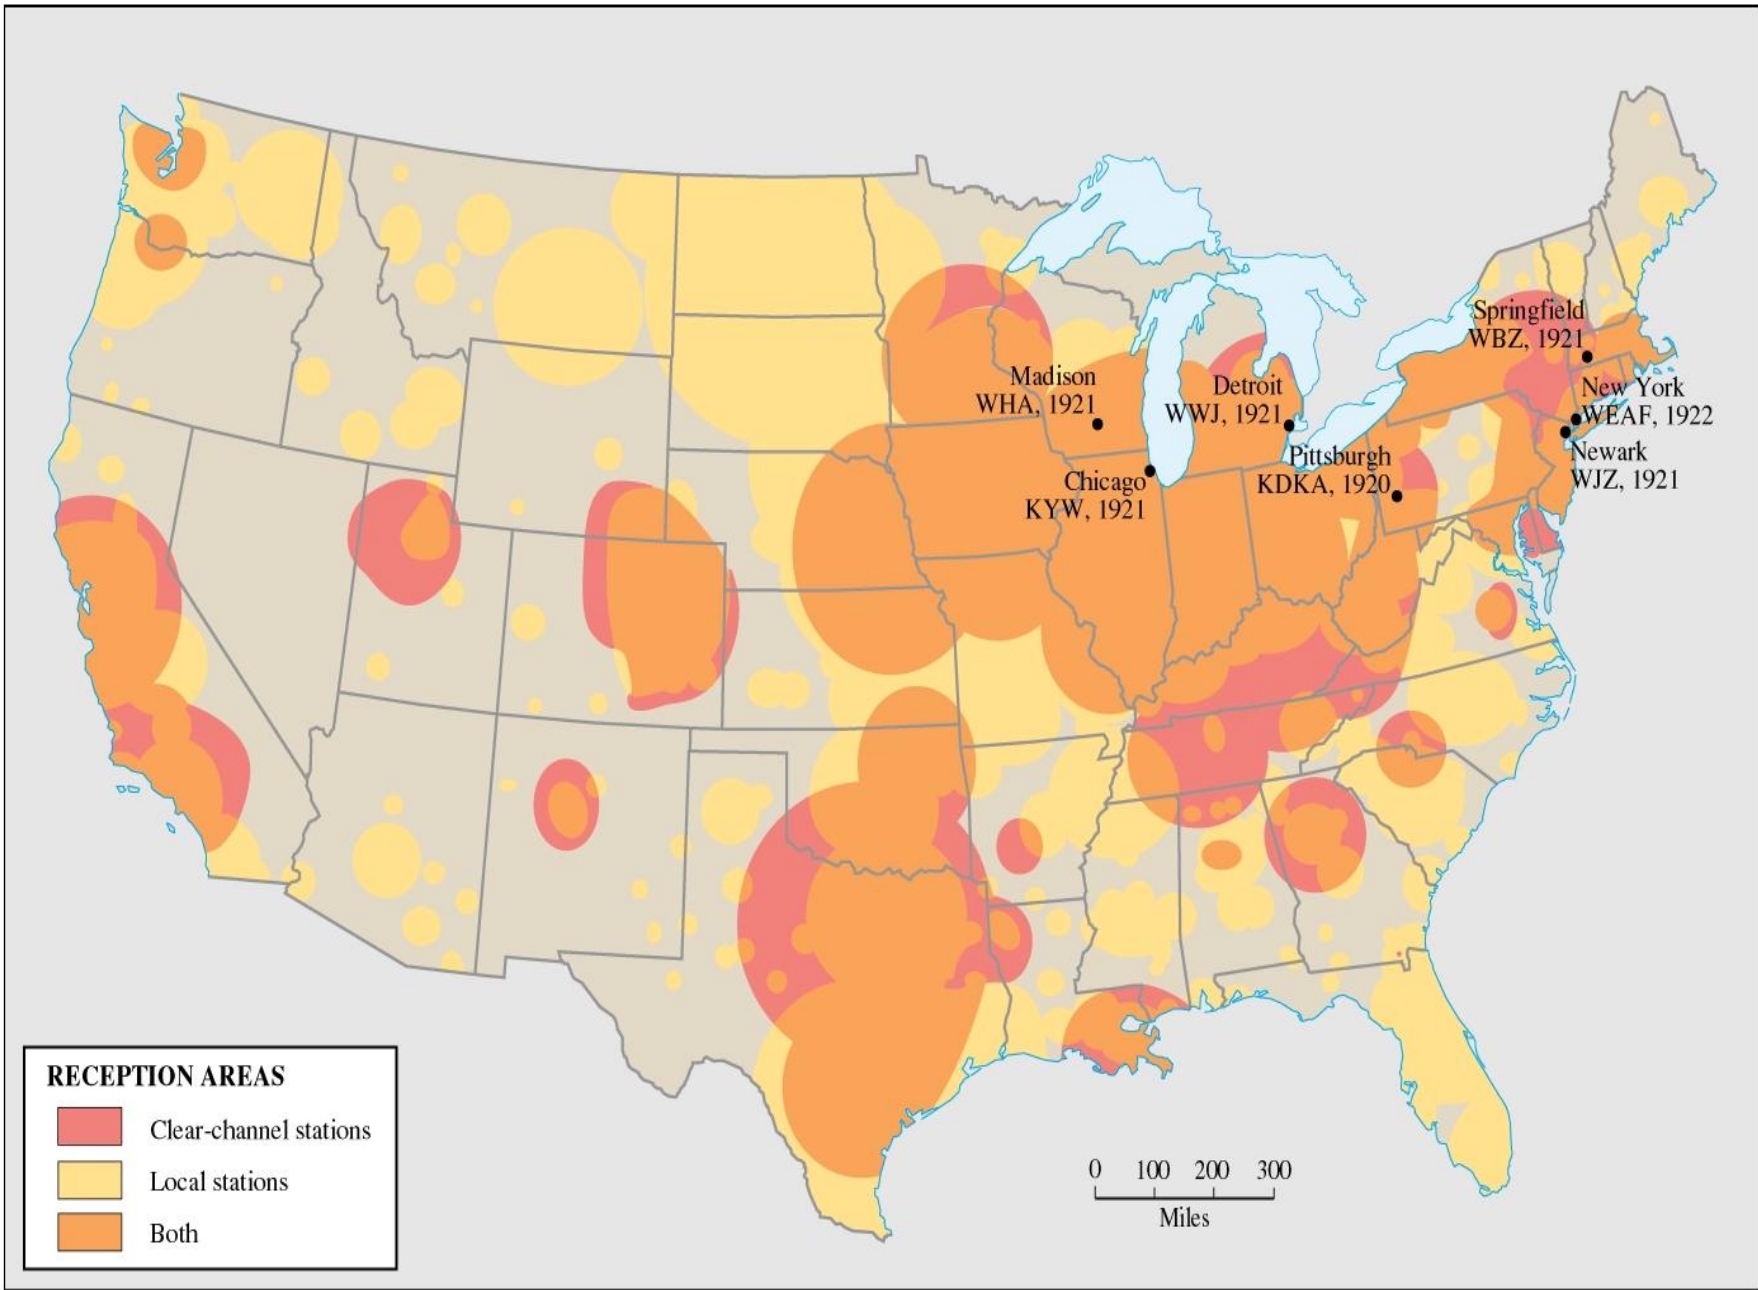 Springfield
WBZ, 1921
Madison
WHA, 1921
Detroit
WWJ, 1921
New York
WEAF, 1922
Newark
WJZ, 1921
Pittsburgh
KDKA, 1920
Chicago
KYW, 1921
RECEPTION AREAS
Clear-channel stations
Local stations
Both
0 100 200 300
Miles